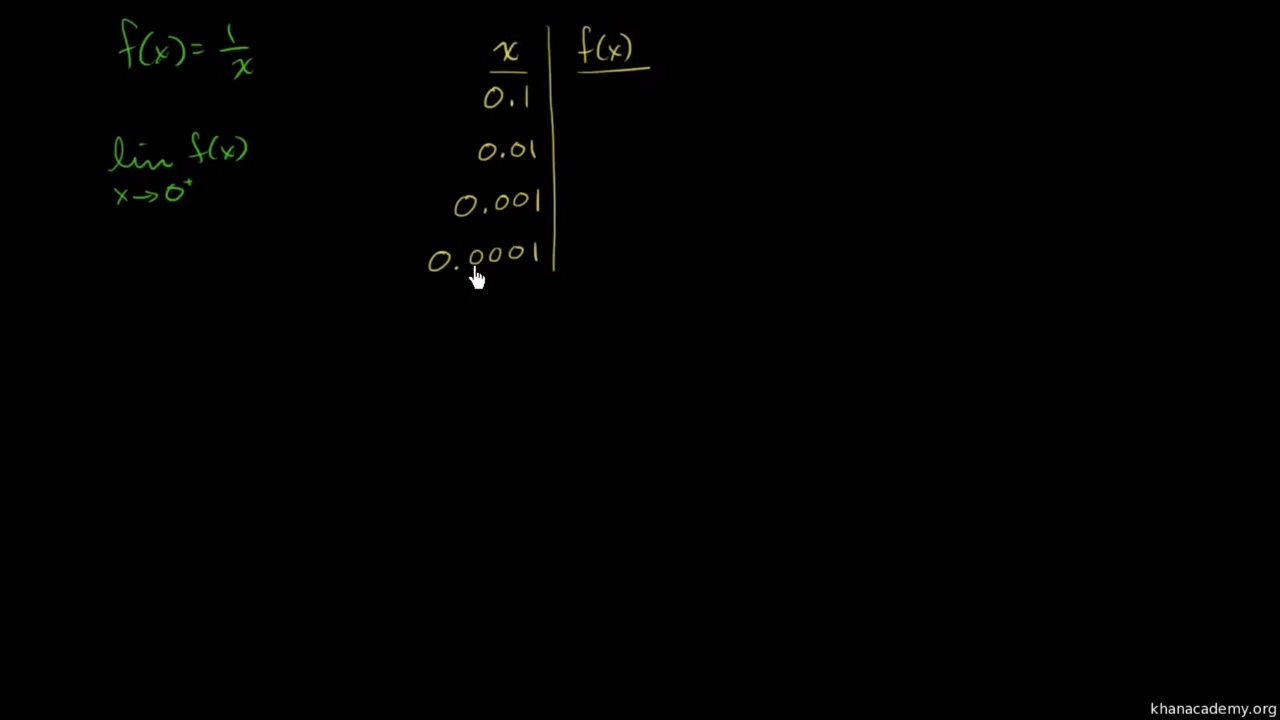 f(x) = 1/x
lim f(x)
x→0⁺
x | f(x)
0.1
0.01
0.001
0.0001
khanacademy.org